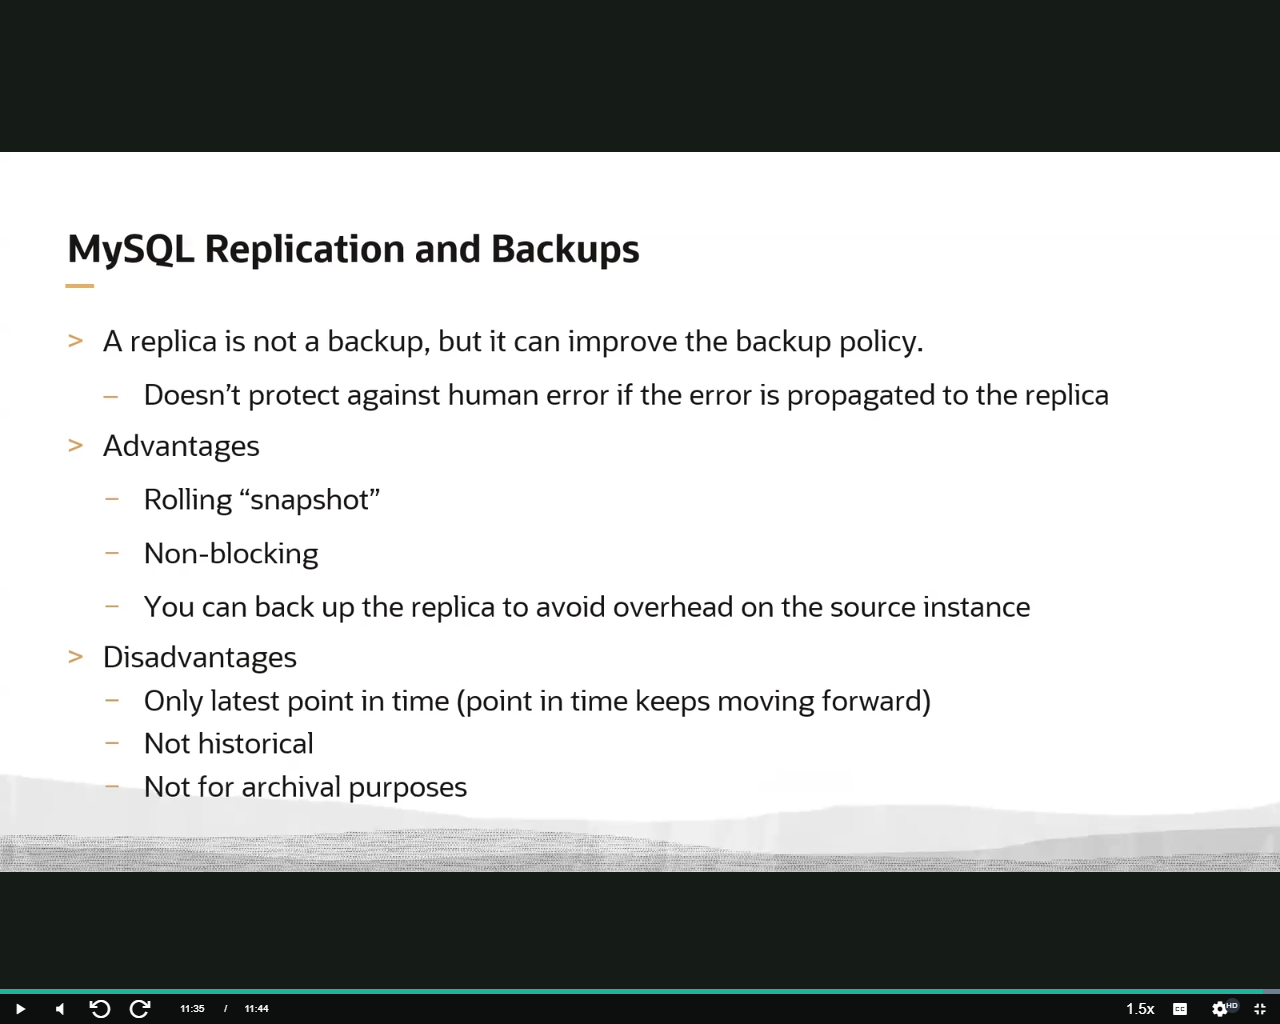 MySQL Replication and Backups
> A replica is not a backup, but it can improve the backup policy.
– Doesn’t protect against human error if the error is propagated to the replica
> Advantages
– Rolling “snapshot”
– Non-blocking
– You can back up the replica to avoid overhead on the source instance
> Disadvantages
– Only latest point in time (point in time keeps moving forward)
– Not historical
– Not for archival purposes
11:35 / 11:44 1.5x CC HD